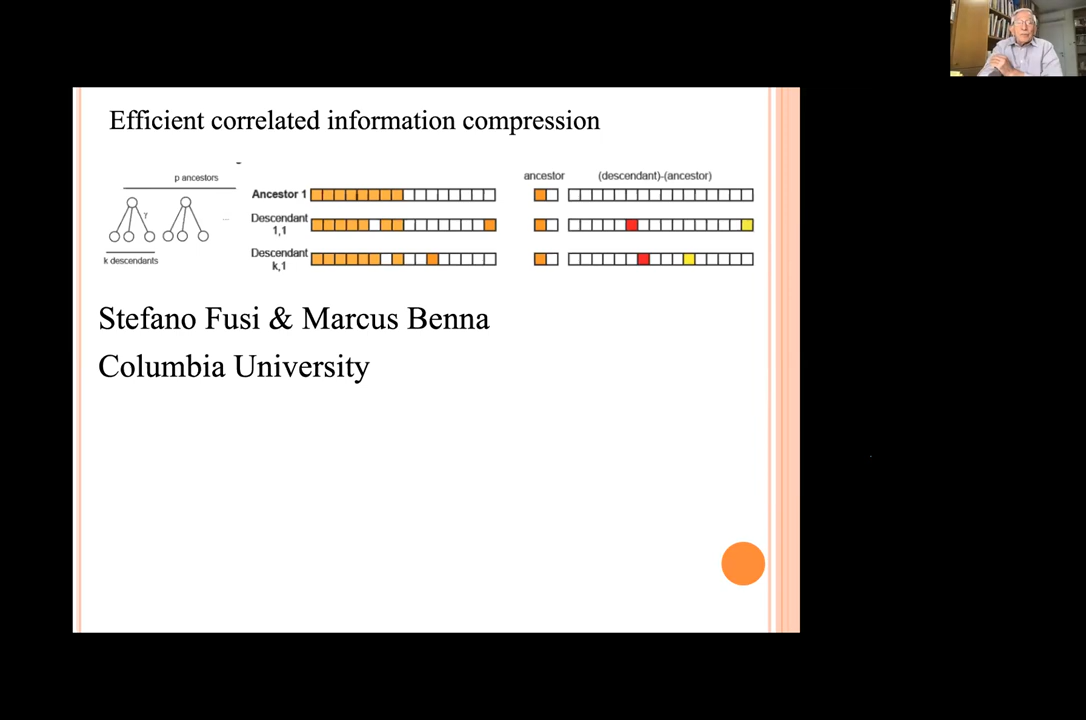 Efficient correlated information compression
p ancestors
γ
...
k descendants
Ancestor 1
Descendant
1,1
Descendant
k,1
ancestor
(descendant)-(ancestor)
Stefano Fusi & Marcus Benna
Columbia University